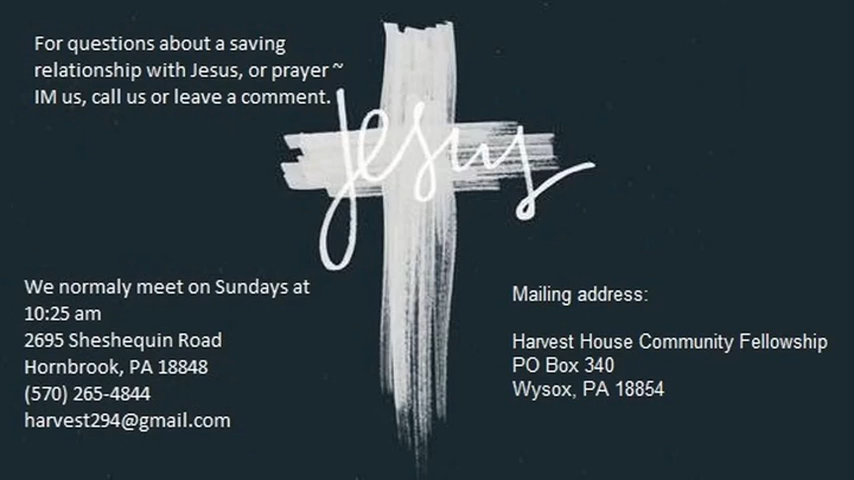 For questions about a saving
relationship with Jesus, or prayer ~
IM us, call us or leave a comment.
Jesus
We normaly meet on Sundays at
10:25 am
2695 Sheshequin Road
Hornbrook, PA 18848
(570) 265-4844
harvest294@gmail.com
Mailing address:
Harvest House Community Fellowship
PO Box 340
Wysox, PA 18854